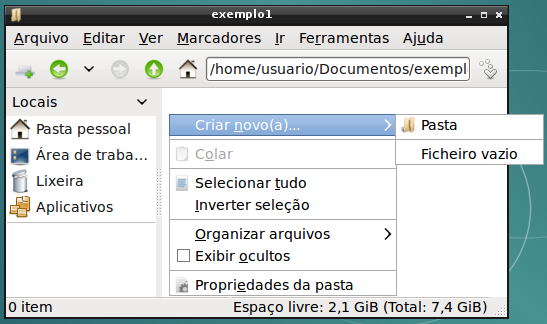 exemplo1
Arquivo Editar Ver Marcadores Ir Ferramentas Ajuda
/home/usuario/Documentos/exempl
Locais
Pasta pessoal
Área de traba...
Lixeira
Aplicativos
Criar novo(a)...
Colar
Selecionar tudo
Inverter seleção
Organizar arquivos
Exibir ocultos
Propriedades da pasta
Pasta
Ficheiro vazio
0 item Espaço livre: 2,1 GiB (Total: 7,4 GiB)